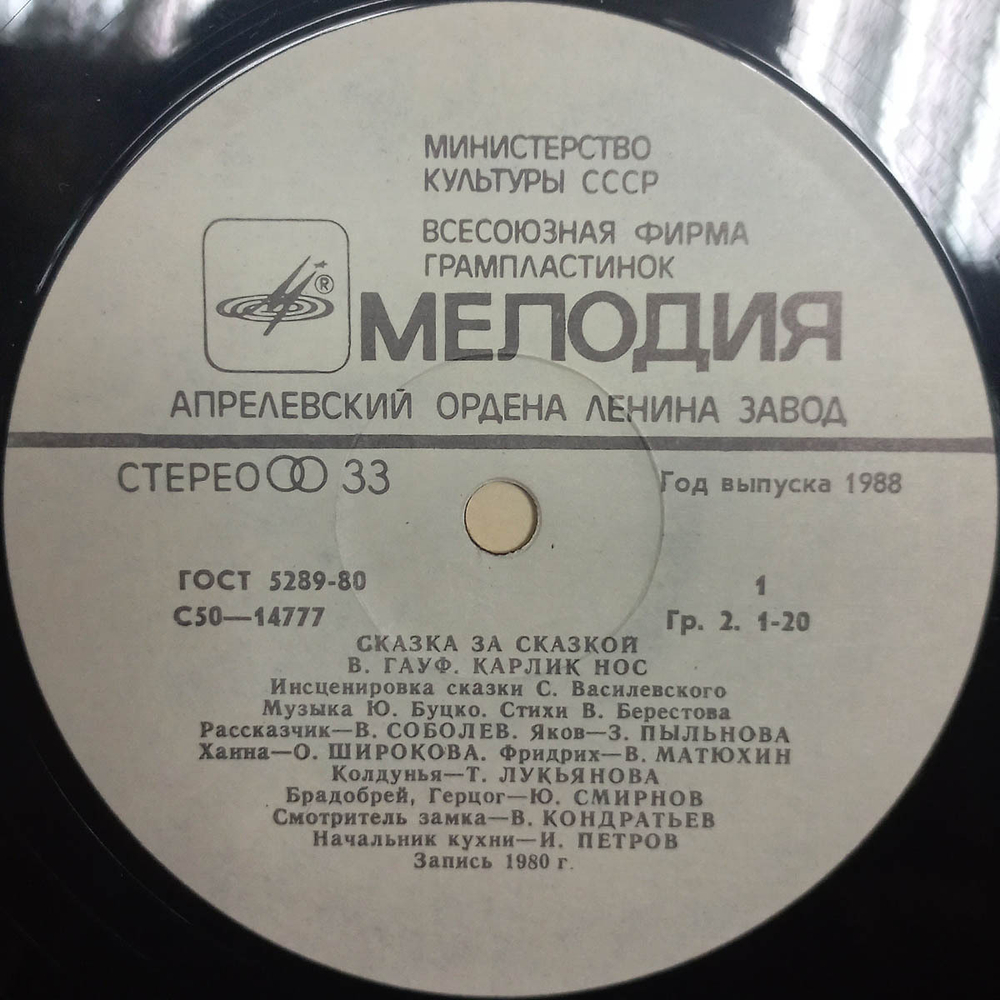 МИНИСТЕРСТВО
КУЛЬТУРЫ СССР
ВСЕСОЮЗНАЯ ФИРМА
ГРАМПЛАСТИНОК
®
МЕЛОДИЯ
АПРЕЛЕВСКИЙ ОРДЕНА ЛЕНИНА ЗАВОД
СТЕРЕО 33
Год выпуска 1988
ГОСТ 5289-80
1
С50—14777
Гр. 2. 1-20
СКАЗКА ЗА СКАЗКОЙ
В. ГАУФ. КАРЛИК НОС
Инсценировка сказки С. Василевского
Музыка Ю. Буцко. Стихи В. Берестова
Рассказчик—В. СОБОЛЕВ. Яков—З. ПЫЛЬНОВА
Ханна—О. ШИРОКОВА. Фридрих—В. МАТЮХИН
Колдунья—Т. ЛУКЬЯНОВА
Брадобрей, Герцог—Ю. СМИРНОВ
Смотритель замка—В. КОНДРАТЬЕВ
Начальник кухни—И. ПЕТРОВ
Запись 1980 г.